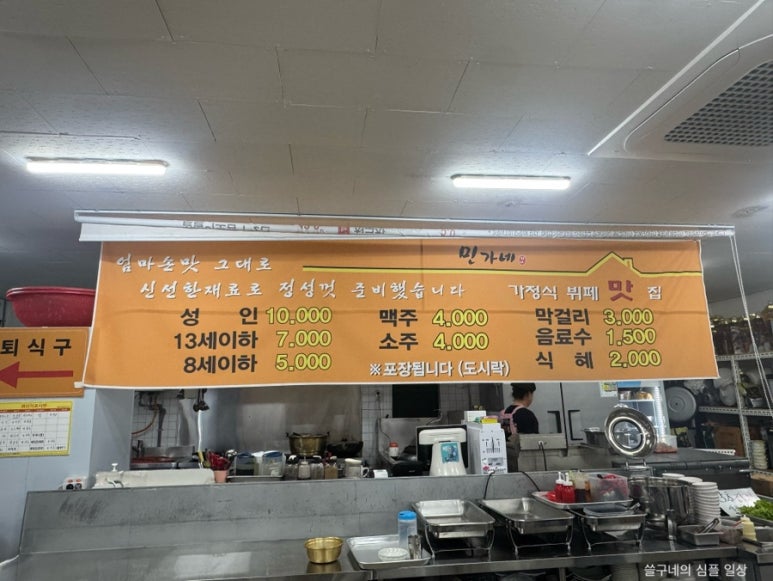 엄마손맛 그대로
민가네
신선한재료로 정성껏 준비했습니다
가정식 뷔페 맛 집
성 인 10,000 맥주 4,000 막걸리 3,000
13세이하 7,000 소주 4,000 음료수 1,500
8세이하 5,000 ※포장됩니다 (도시락) 식 혜 2,000
퇴식구
쓸구네의 심플 일상